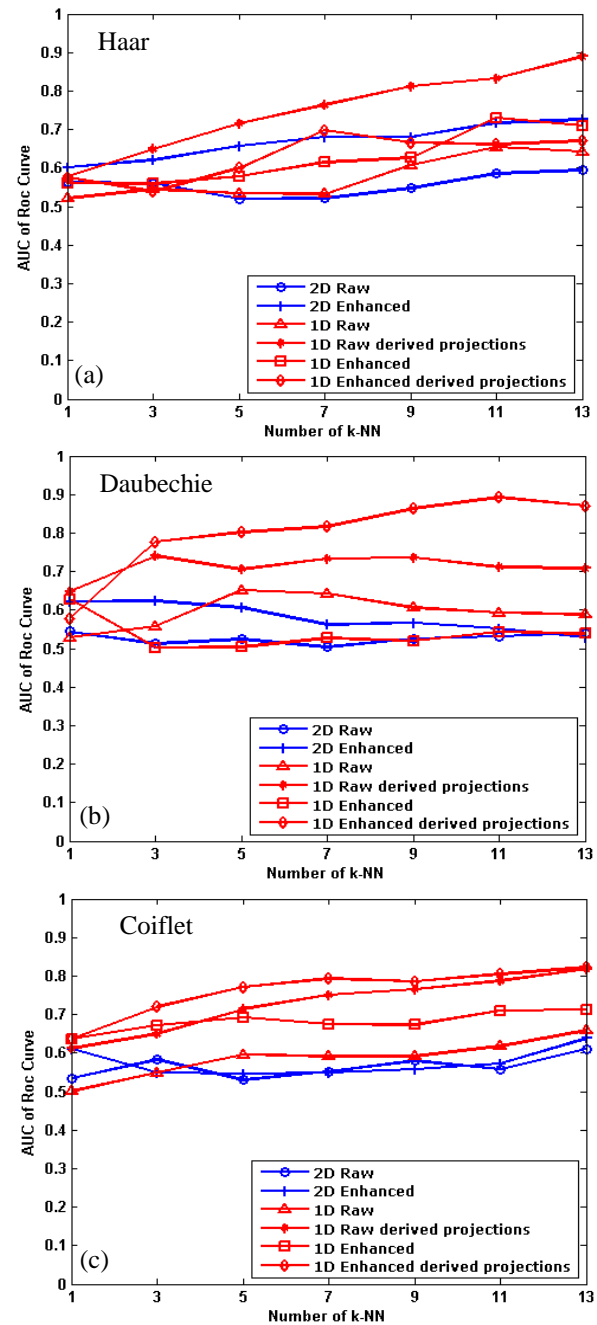 Haar
1
0.9
0.8
0.7
0.6
0.5
0.4
0.3
0.2
0.1
0
AUC of Roc Curve
2D Raw
2D Enhanced
1D Raw
1D Raw derived projections
1D Enhanced
1D Enhanced derived projections
(a)
1 3 5 7 9 11 13
Number of k-NN
Daubechie
1
0.9
0.8
0.7
0.6
0.5
0.4
0.3
0.2
0.1
0
AUC of Roc Curve
2D Raw
2D Enhanced
1D Raw
1D Raw derived projections
1D Enhanced
1D Enhanced derived projections
(b)
1 3 5 7 9 11 13
Number of k-NN
Coiflet
1
0.9
0.8
0.7
0.6
0.5
0.4
0.3
0.2
0.1
0
AUC of Roc Curve
2D Raw
2D Enhanced
1D Raw
1D Raw derived projections
1D Enhanced
1D Enhanced derived projections
(c)
1 3 5 7 9 11 13
Number of k-NN